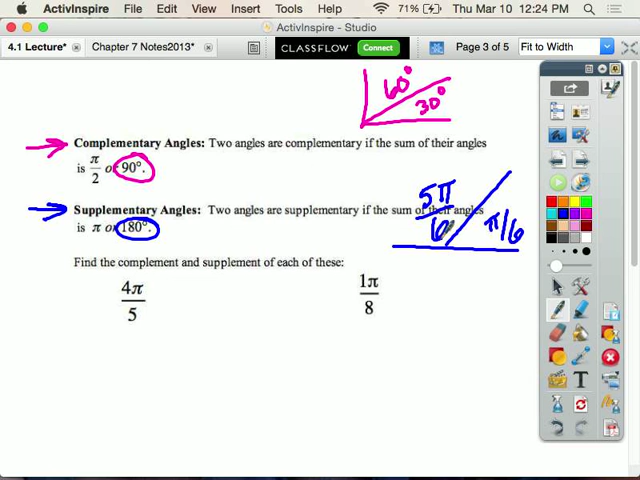 ActivInspire File Edit View Insert Tools Help 71% Mon Mar 10 12:24 PM
ActivInspire - Studio
4.1 Lecture* Chapter 7 Notes2013* CLASSFLOW Connect Page 3 of 5 Fit to Width
60°
30°
Complementary Angles: Two angles are complementary if the sum of their angles
is π/2 or 90°.
Supplementary Angles: Two angles are supplementary if the sum of their angles
is π or 180°.
5π/6 π/6
Find the complement and supplement of each of these:
4π/5 1π/8
T